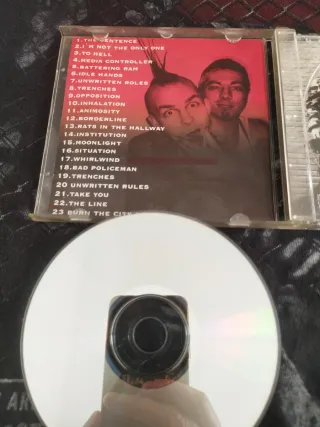 1.THE SENTENCE
2.I'M NOT THE ONLY ONE
3.TO HELL
4.MEDIA CONTROLLER
5.BATTERING RAM
6.IDLE HANDS
7.UNWRITTEN RULES
8.TRENCHES
9.OPPOSITION
10.INHALATION
11.ANIMOSITY
12.BORDERLINE
13.RATS IN THE HALLWAY
14.INSTITUTION
15.MOONLIGHT
16.SITUATION
17.WHIRLWIND
18.BAD POLICEMAN
19.TRENCHES
20 UNWRITTEN RULES
21.TAKE YOU
22.THE LINE
23 BURN THE CITY